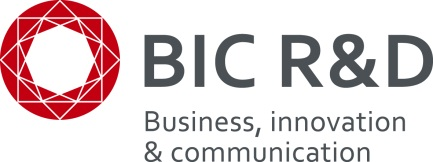 BIC R&D
Business, innovation
& communication